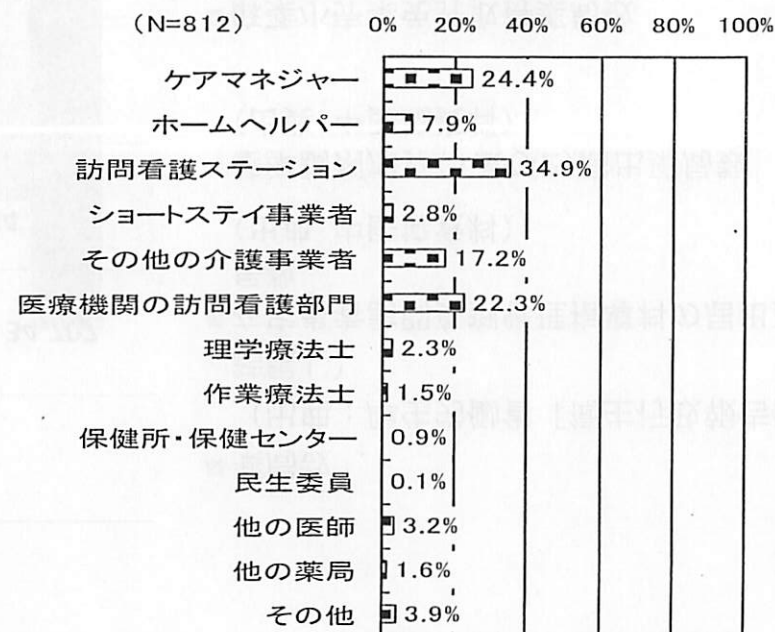 (N=812) 0% 20% 40% 60% 80% 100%
ケアマネジャー 24.4%
ホームヘルパー 7.9%
訪問看護ステーション 34.9%
ショートステイ事業者 2.8%
その他の介護事業者 17.2%
医療機関の訪問看護部門 22.3%
理学療法士 2.3%
作業療法士 1.5%
保健所・保健センター 0.9%
民生委員 0.1%
他の医師 3.2%
他の薬局 1.6%
その他 3.9%